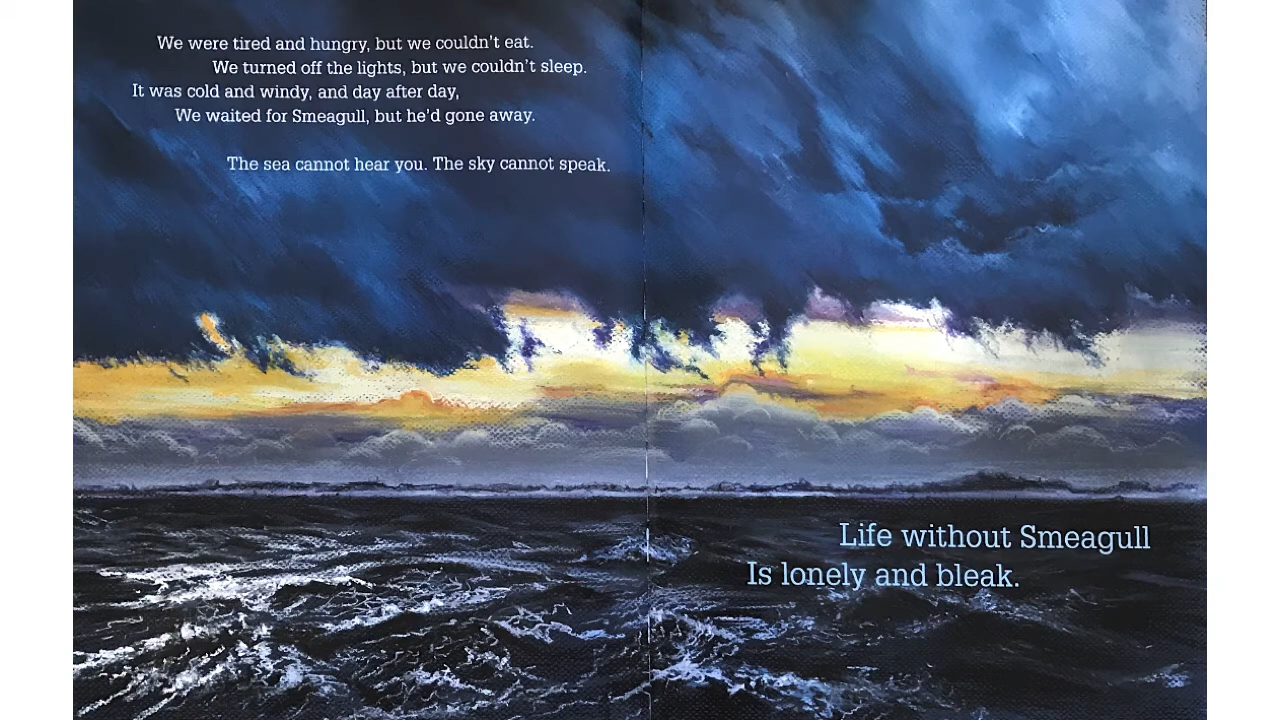 We were tired and hungry, but we couldn't eat.
We turned off the lights, but we couldn't sleep.
It was cold and windy, and day after day,
We waited for Smeagull, but he'd gone away.
The sea cannot hear you. The sky cannot speak.
Life without Smeagull
Is lonely and bleak.